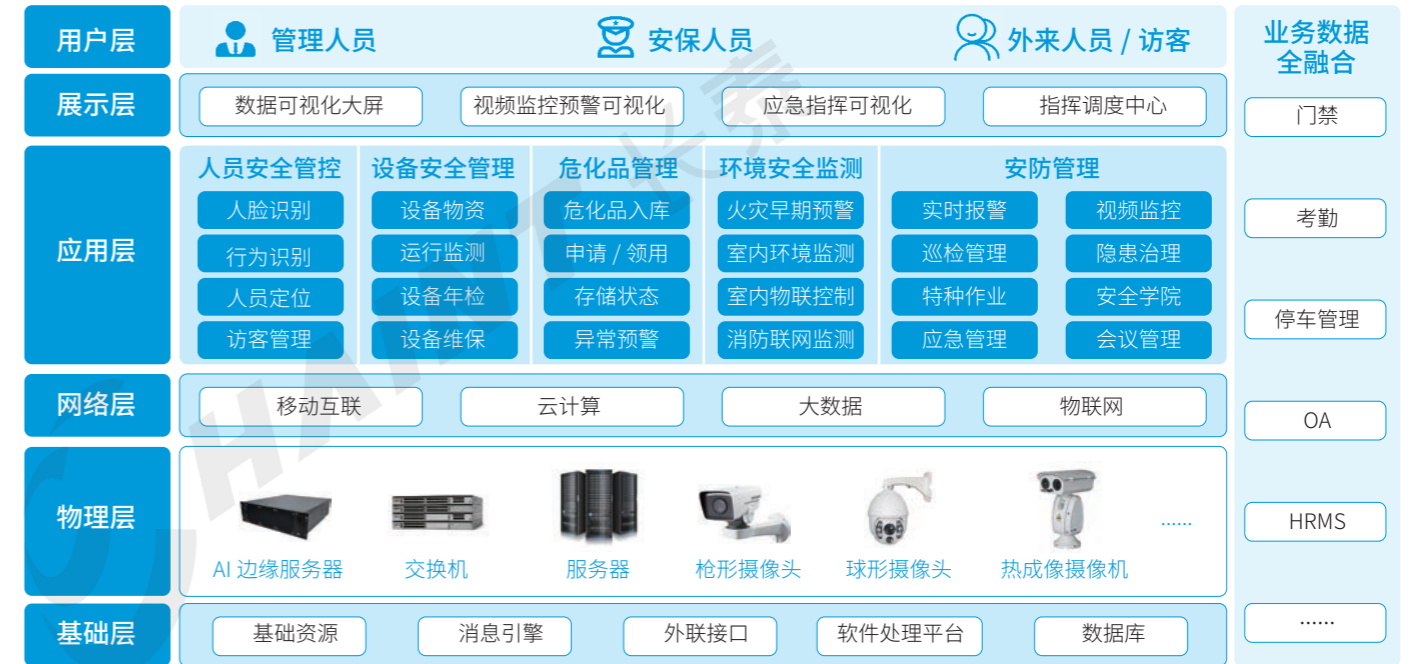 用户层
管理人员
安保人员
外来人员 / 访客
展示层
数据可视化大屏
视频监控预警可视化
应急指挥可视化
指挥调度中心
应用层
人员安全管控
人脸识别
行为识别
人员定位
访客管理
设备安全管理
设备物资
运行监测
设备年检
设备维保
危化品管理
危化品入库
申请 / 领用
存储状态
异常预警
环境安全监测
火灾早期预警
室内环境监测
室内物联控制
消防联网监测
安防管理
实时报警
视频监控
巡检管理
隐患治理
特种作业
安全学院
应急管理
会议管理
网络层
移动互联
云计算
大数据
物联网
物理层
AI 边缘服务器
交换机
服务器
枪形摄像头
球形摄像头
热成像摄像机
......
基础层
基础资源
消息引擎
外联接口
软件处理平台
数据库
业务数据
全融合
门禁
考勤
停车管理
OA
HRMS
......
CHAINT 长泰